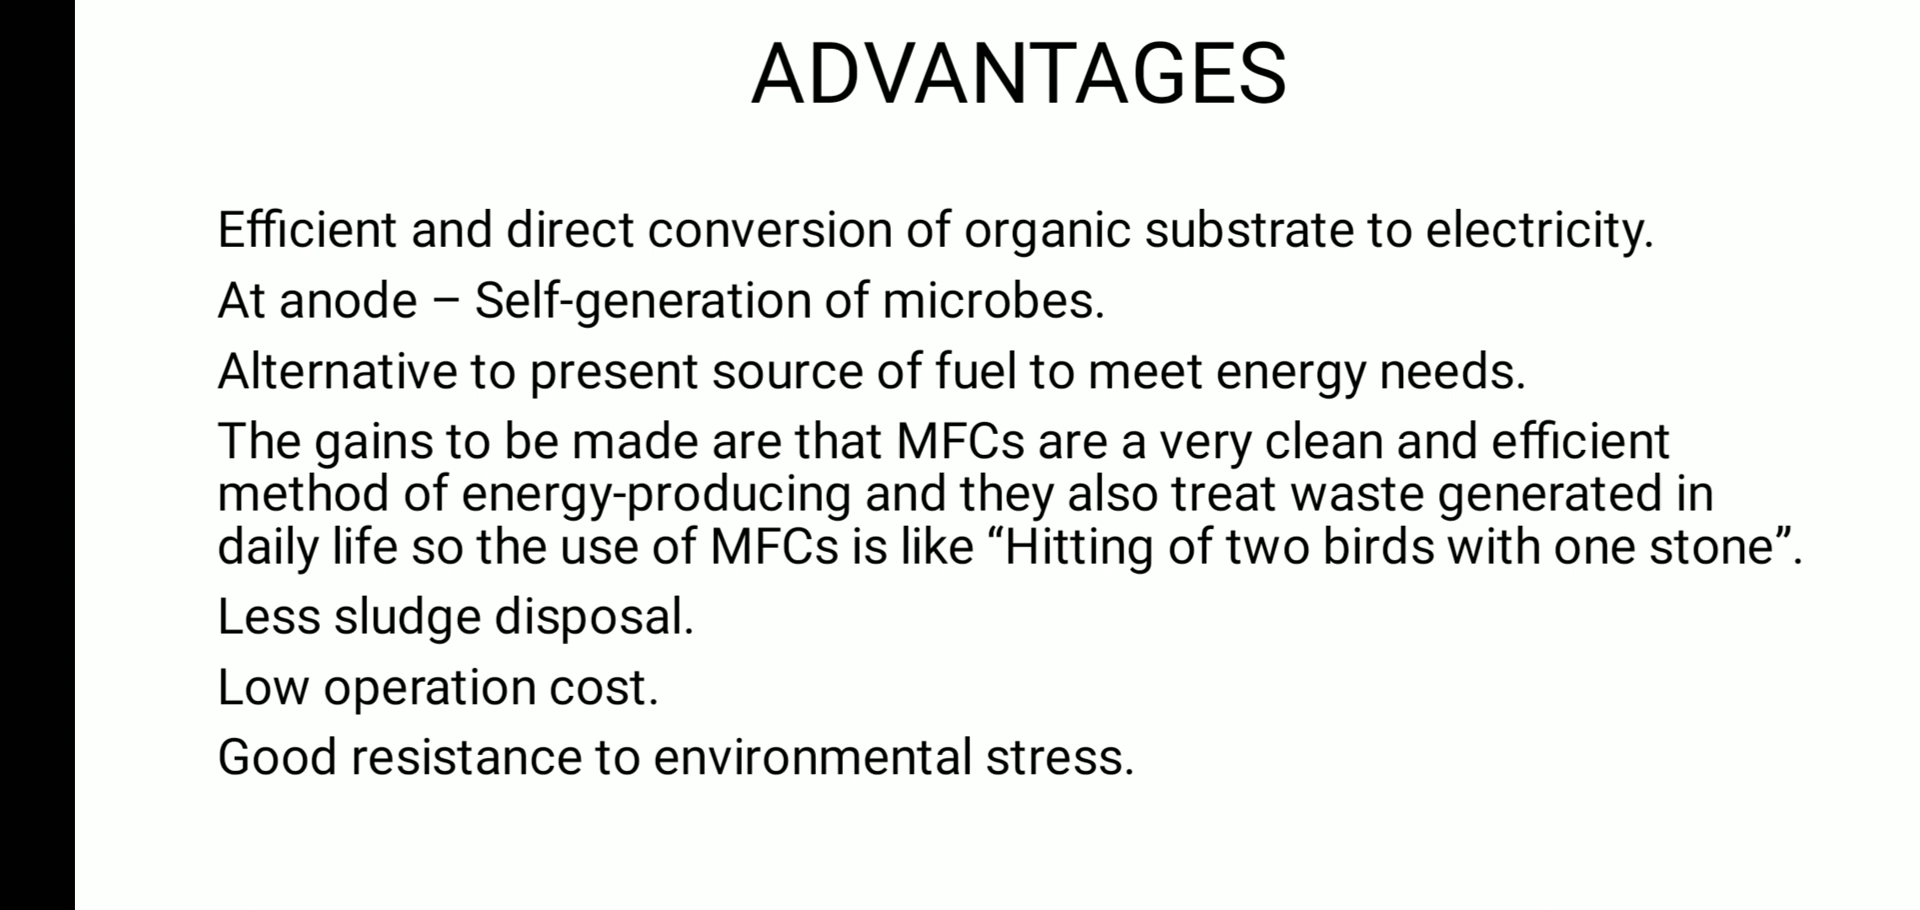 ADVANTAGES
Efficient and direct conversion of organic substrate to electricity.
At anode – Self-generation of microbes.
Alternative to present source of fuel to meet energy needs.
The gains to be made are that MFCs are a very clean and efficient
method of energy-producing and they also treat waste generated in
daily life so the use of MFCs is like “Hitting of two birds with one stone”.
Less sludge disposal.
Low operation cost.
Good resistance to environmental stress.